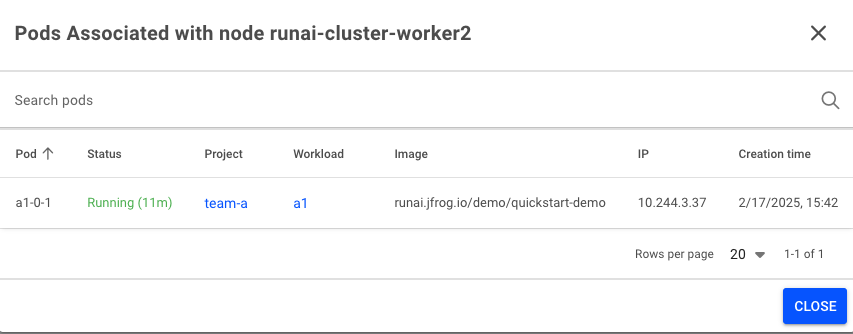 Pods Associated with node runai-cluster-worker2
Search pods
Pod Status Project Workload Image IP Creation time
a1-0-1 Running (11m) team-a a1 runai.jfrog.io/demo/quickstart-demo 10.244.3.37 2/17/2025, 15:42
Rows per page 20 1-1 of 1
CLOSE